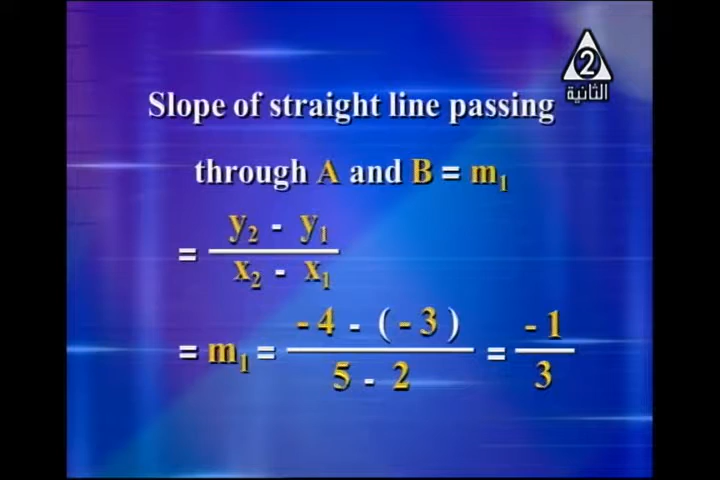 2
الثانية
Slope of straight line passing
through A and B = m₁
= (y₂ - y₁) / (x₂ - x₁)
= m₁ = (-4 - (-3)) / (5 - 2) = -1 / 3